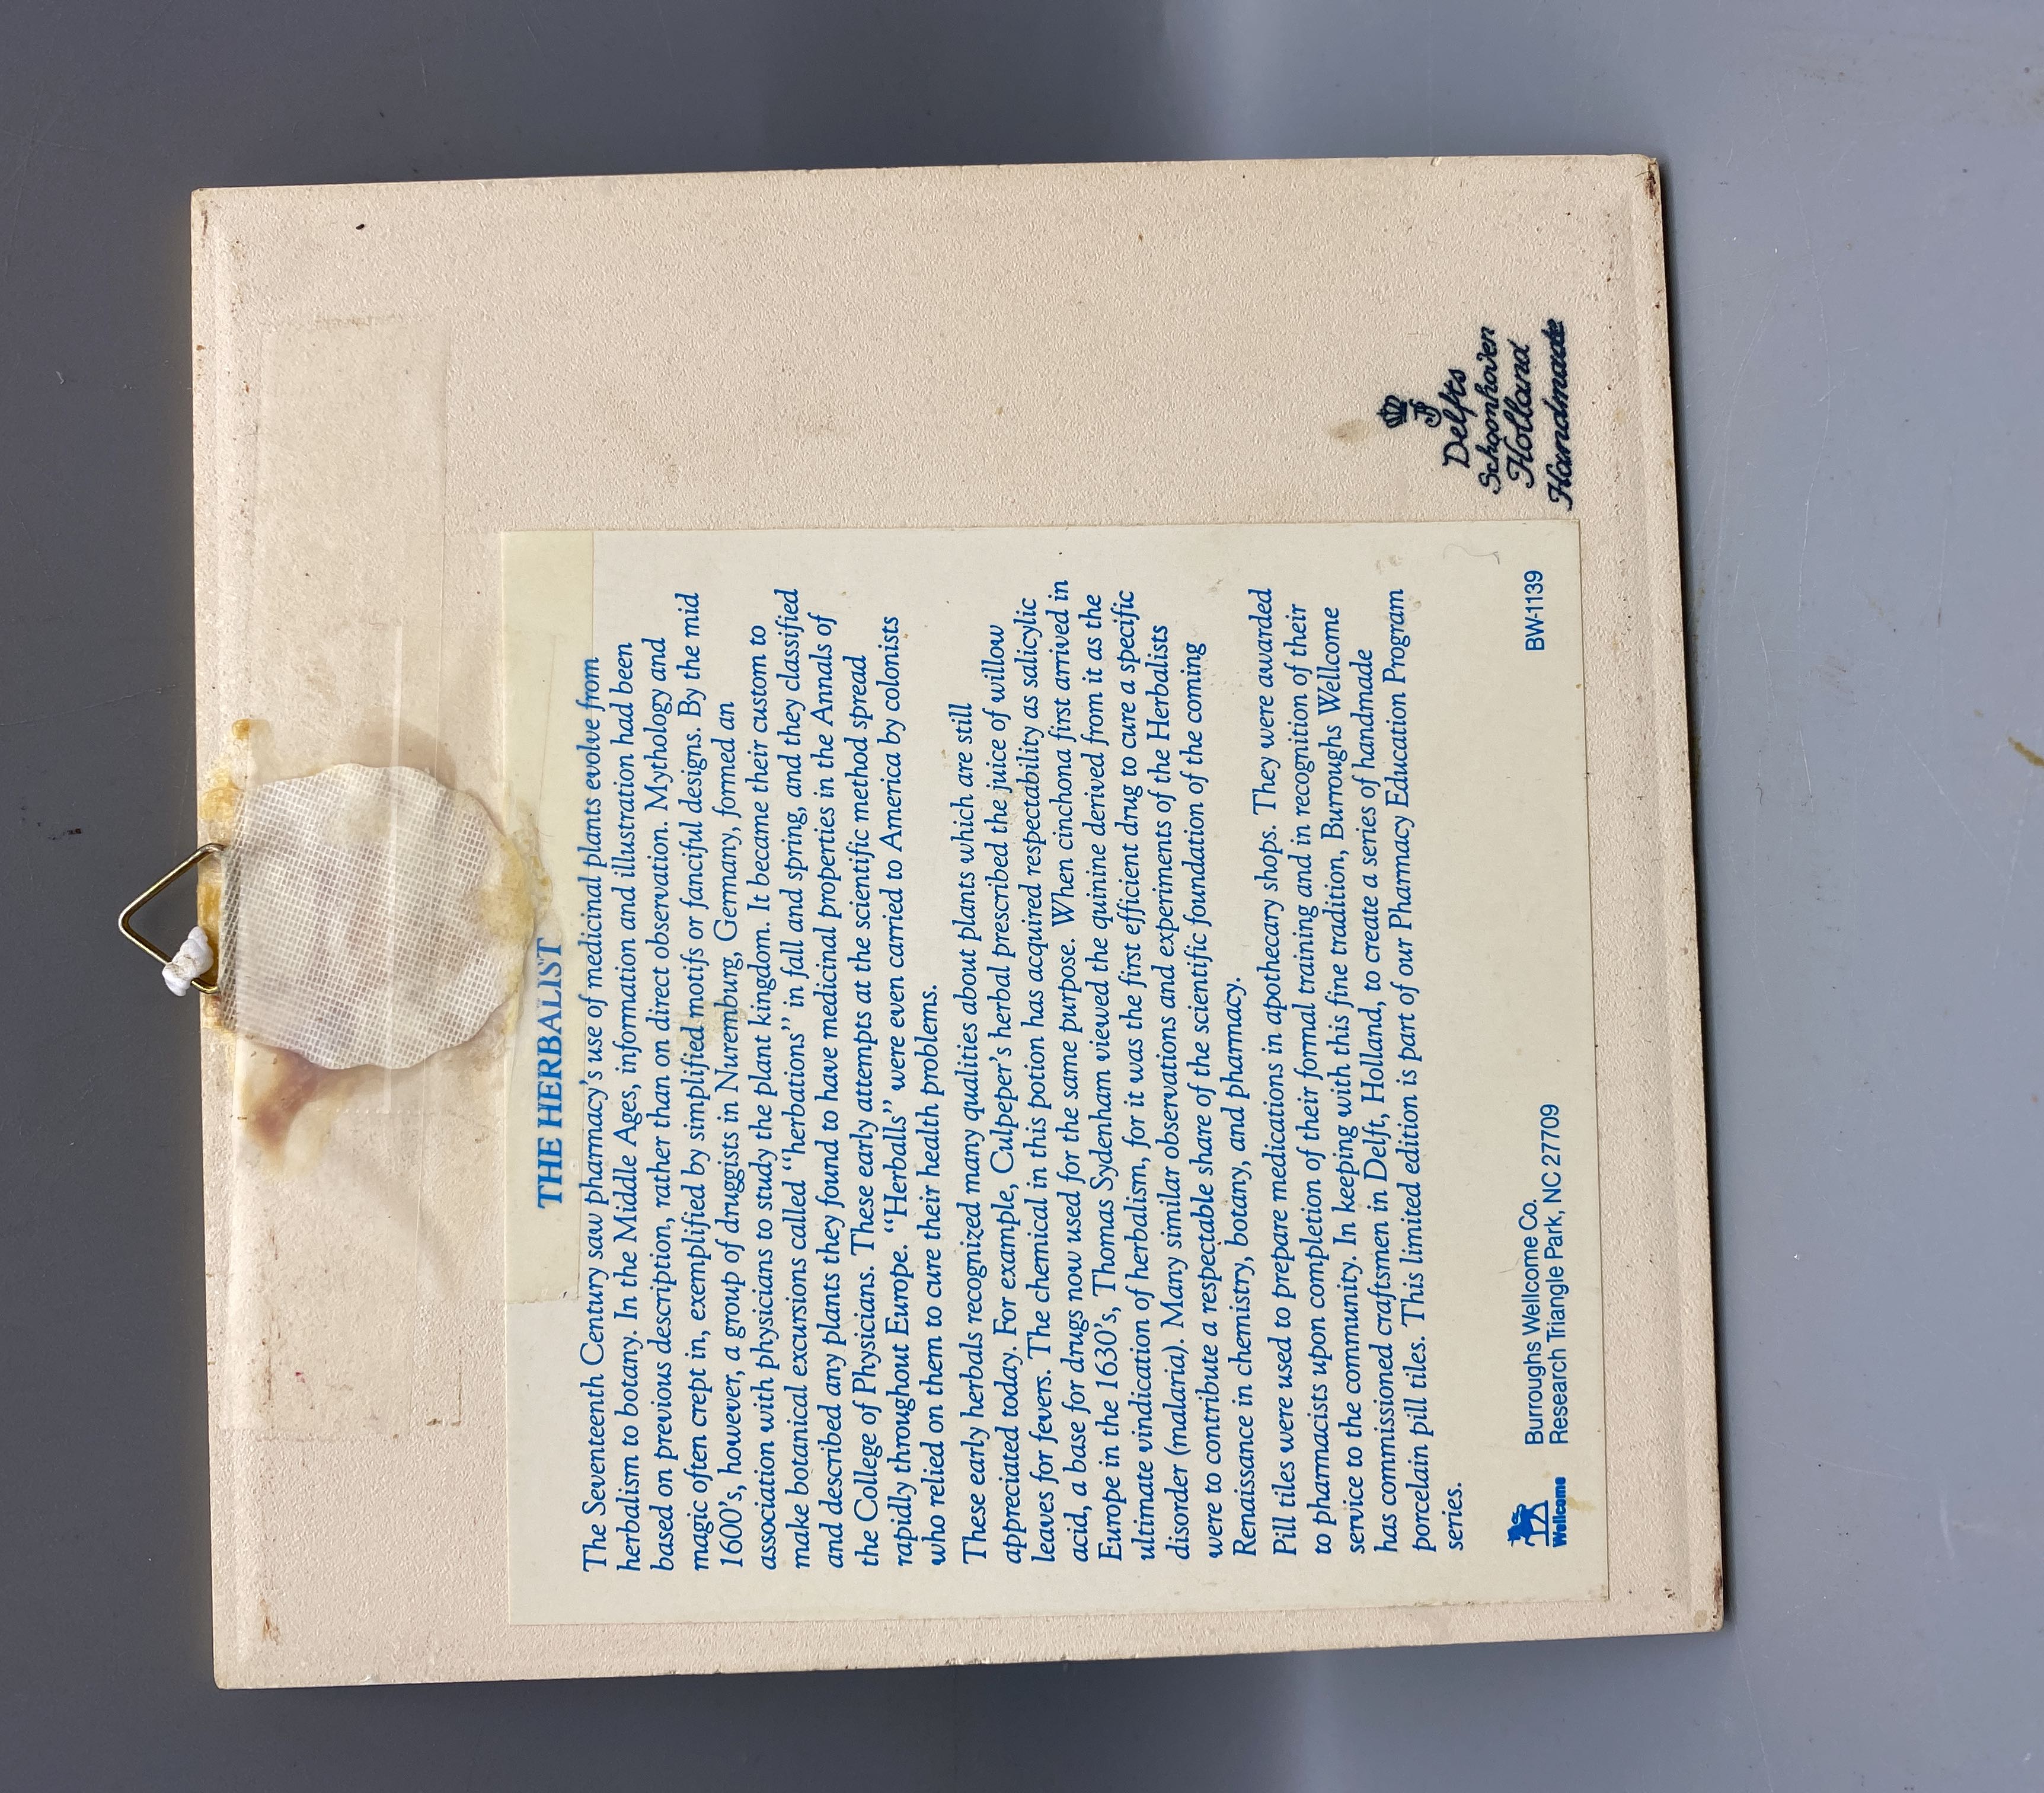 THE HERBALIST
The Seventeenth Century saw pharmacy's use of medicinal plants evolve from
herbalism to botany. In the Middle Ages, information and illustration had been
based on previous description, rather than on direct observation. Mythology and
magic often crept in, exemplified by simplified motifs or fanciful designs. By the mid
1600's, however, a group of druggists in Nuremburg, Germany, formed an
association with physicians to study the plant kingdom. It became their custom to
make botanical excursions called “herbations” in fall and spring, and they classified
and described any plants they found to have medicinal properties in the Annals of
the College of Physicians. These early attempts at the scientific method spread
rapidly throughout Europe. “Herballs” were even carried to America by colonists
who relied on them to cure their health problems.
These early herbals recognized many qualities about plants which are still
appreciated today. For example, Culpeper's herbal prescribed the juice of willow
leaves for fevers. The chemical in this potion has acquired respectability as salicylic
acid, a base for drugs now used for the same purpose. When cinchona first arrived in
Europe in the 1630's, Thomas Sydenham viewed the quinine derived from it as the
ultimate vindication of herbalism, for it was the first efficient drug to cure a specific
disorder (malaria). Many similar observations and experiments of the Herbalists
were to contribute a respectable share of the scientific foundation of the coming
Renaissance in chemistry, botany, and pharmacy.
Pill tiles were used to prepare medications in apothecary shops. They were awarded
to pharmacists upon completion of their formal training and in recognition of their
service to the community. In keeping with this fine tradition, Burroughs Wellcome
has commissioned craftsmen in Delft, Holland, to create a series of handmade
porcelain pill tiles. This limited edition is part of our Pharmacy Education Program
series.
Wellcome
Burroughs Wellcome Co.
Research Triangle Park, NC 27709
BW-1139
Delfts
Schoonhoven
Holland
Handmade